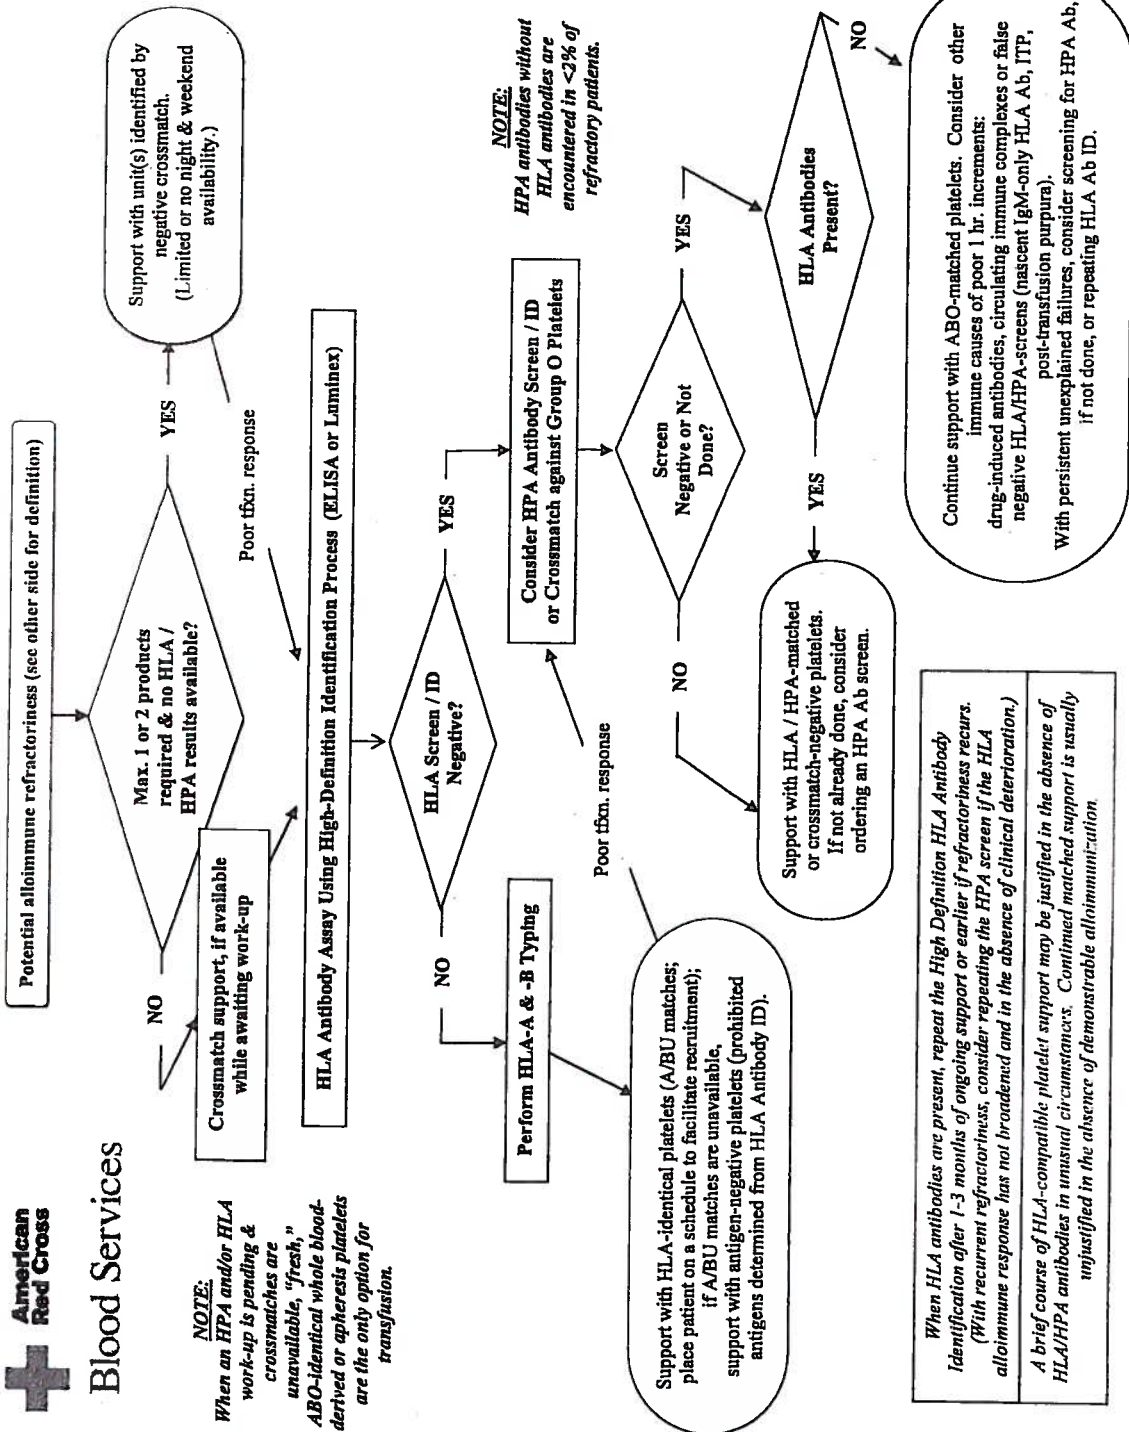 American
Red Cross
Blood Services
Potential alloimmune refractoriness (see other side for definition)
Max. 1 or 2 products
required & no HLA /
HPA results available?
YES
Support with unit(s) identified by
negative crossmatch.
(Limited or no night & weekend
availability.)
Poor tfxn. response
NO
Crossmatch support, if available
while awaiting work-up
NOTE:
When an HPA and/or HLA
work-up is pending &
crossmatches are
unavailable, "fresh,"
ABO-identical whole blood-
derived or apheresis platelets
are the only option for
transfusion.
HLA Antibody Assay Using High-Definition Identification Process (ELISA or Luminex)
HLA Screen / ID
Negative?
NO
Perform HLA-A & -B Typing
YES
Consider HPA Antibody Screen / ID
or Crossmatch against Group O Platelets
NOTE:
HPA antibodies without
HLA antibodies are
encountered in <2% of
refractory patients.
Support with HLA-identical platelets (A/BU matches;
place patient on a schedule to facilitate recruitment);
if A/BU matches are unavailable,
support with antigen-negative platelets (prohibited
antigens determined from HLA Antibody ID).
Poor tfxn. response
Screen
Negative or Not
Done?
NO
YES
Support with HLA / HPA-matched
or crossmatch-negative platelets.
If not already done, consider
ordering an HPA Ab screen.
HLA Antibodies
Present?
YES
NO
Continue support with ABO-matched platelets. Consider other
immune causes of poor 1 hr. increments:
drug-induced antibodies, circulating immune complexes or false
negative HLA/HPA-screens (nascent IgM-only HLA Ab, ITP,
post-transfusion purpura).
With persistent unexplained failures, consider screening for HPA Ab,
if not done, or repeating HLA Ab ID.
When HLA antibodies are present, repeat the High Definition HLA Antibody
Identification after 1-3 months of ongoing support or earlier if refractoriness recurs.
(With recurrent refractoriness, consider repeating the HPA screen if the HLA
alloimmune response has not broadened and in the absence of clinical deterioration.)
A brief course of HLA-compatible platelet support may be justified in the absence of
HLA/HPA antibodies in unusual circumstances. Continued matched support is usually
unjustified in the absence of demonstrable alloimmunization.